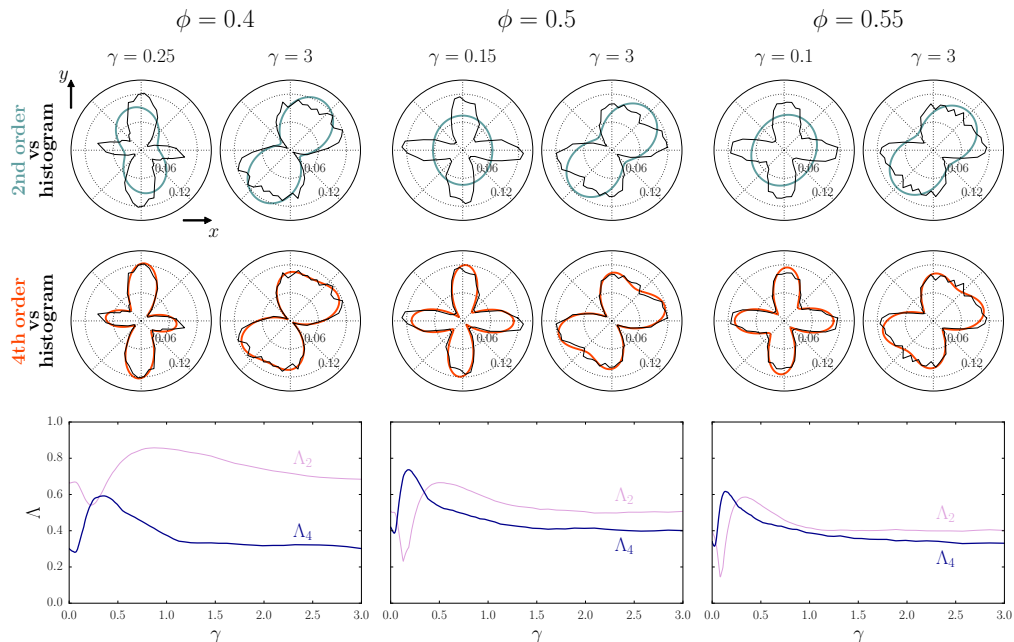 ϕ = 0.4 ϕ = 0.5 ϕ = 0.55
γ = 0.25 γ = 3 γ = 0.15 γ = 3 γ = 0.1 γ = 3
y
2nd order
vs
histogram
0.06 0.06 0.06 0.06 0.06 0.06
0.12 0.12 0.12 0.12 0.12 0.12
x
4th order
vs
histogram
0.06 0.06 0.06 0.06 0.06 0.06
0.12 0.12 0.12 0.12 0.12 0.12
1.0
0.8
0.6
0.4
0.2
0.0
Λ
Λ2 Λ2 Λ2
Λ4 Λ4 Λ4
0.0 0.5 1.0 1.5 2.0 2.5 3.0 0.0 0.5 1.0 1.5 2.0 2.5 3.0 0.0 0.5 1.0 1.5 2.0 2.5 3.0
γ γ γ